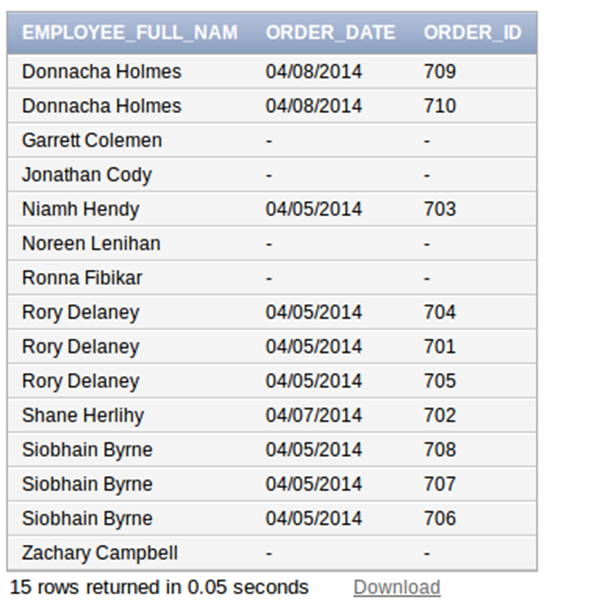 EMPLOYEE_FULL_NAM ORDER_DATE ORDER_ID
Donnacha Holmes 04/08/2014 709
Donnacha Holmes 04/08/2014 710
Garrett Colemen - -
Jonathan Cody - -
Niamh Hendy 04/05/2014 703
Noreen Lenihan - -
Ronna Fibikar - -
Rory Delaney 04/05/2014 704
Rory Delaney 04/05/2014 701
Rory Delaney 04/05/2014 705
Shane Herlihy 04/07/2014 702
Siobhain Byrne 04/05/2014 708
Siobhain Byrne 04/05/2014 707
Siobhain Byrne 04/05/2014 706
Zachary Campbell - -
15 rows returned in 0.05 seconds Download